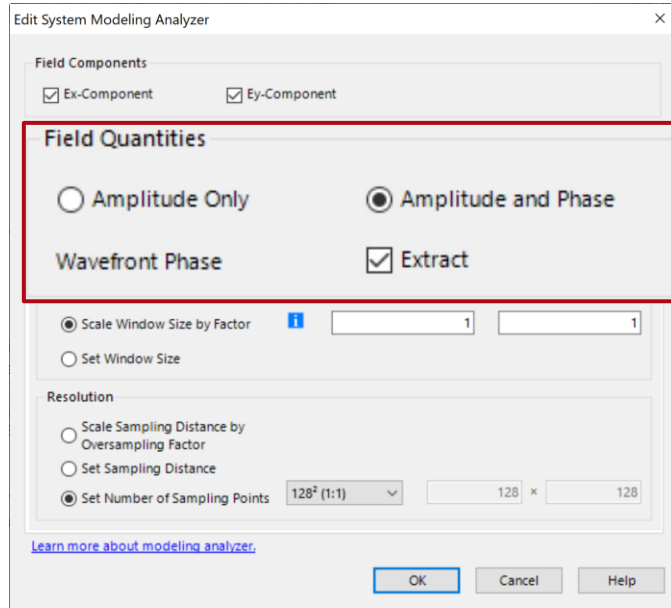 Edit System Modeling Analyzer
Field Components
Ex-Component Ey-Component
Field Quantities
Amplitude Only Amplitude and Phase
Wavefront Phase Extract
Scale Window Size by Factor i 1 1
Set Window Size
Resolution
Scale Sampling Distance by
Oversampling Factor
Set Sampling Distance
Set Number of Sampling Points 128² (1:1) 128 × 128
Learn more about modeling analyzer.
OK Cancel Help